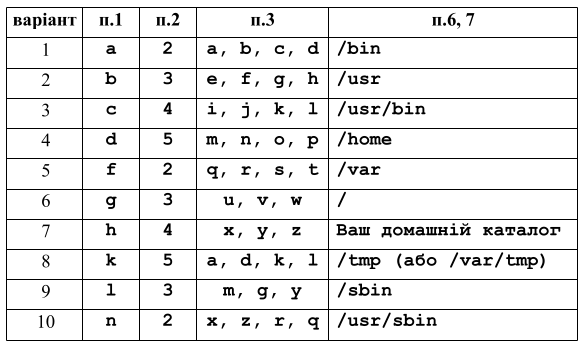 варіант п.1 п.2 п.3 п.6, 7
1 a 2 a, b, c, d /bin
2 b 3 e, f, g, h /usr
3 c 4 i, j, k, l /usr/bin
4 d 5 m, n, o, p /home
5 f 2 q, r, s, t /var
6 g 3 u, v, w /
7 h 4 x, y, z Ваш домашній каталог
8 k 5 a, d, k, l /tmp (або /var/tmp)
9 l 3 m, g, y /sbin
10 n 2 x, z, r, q /usr/sbin